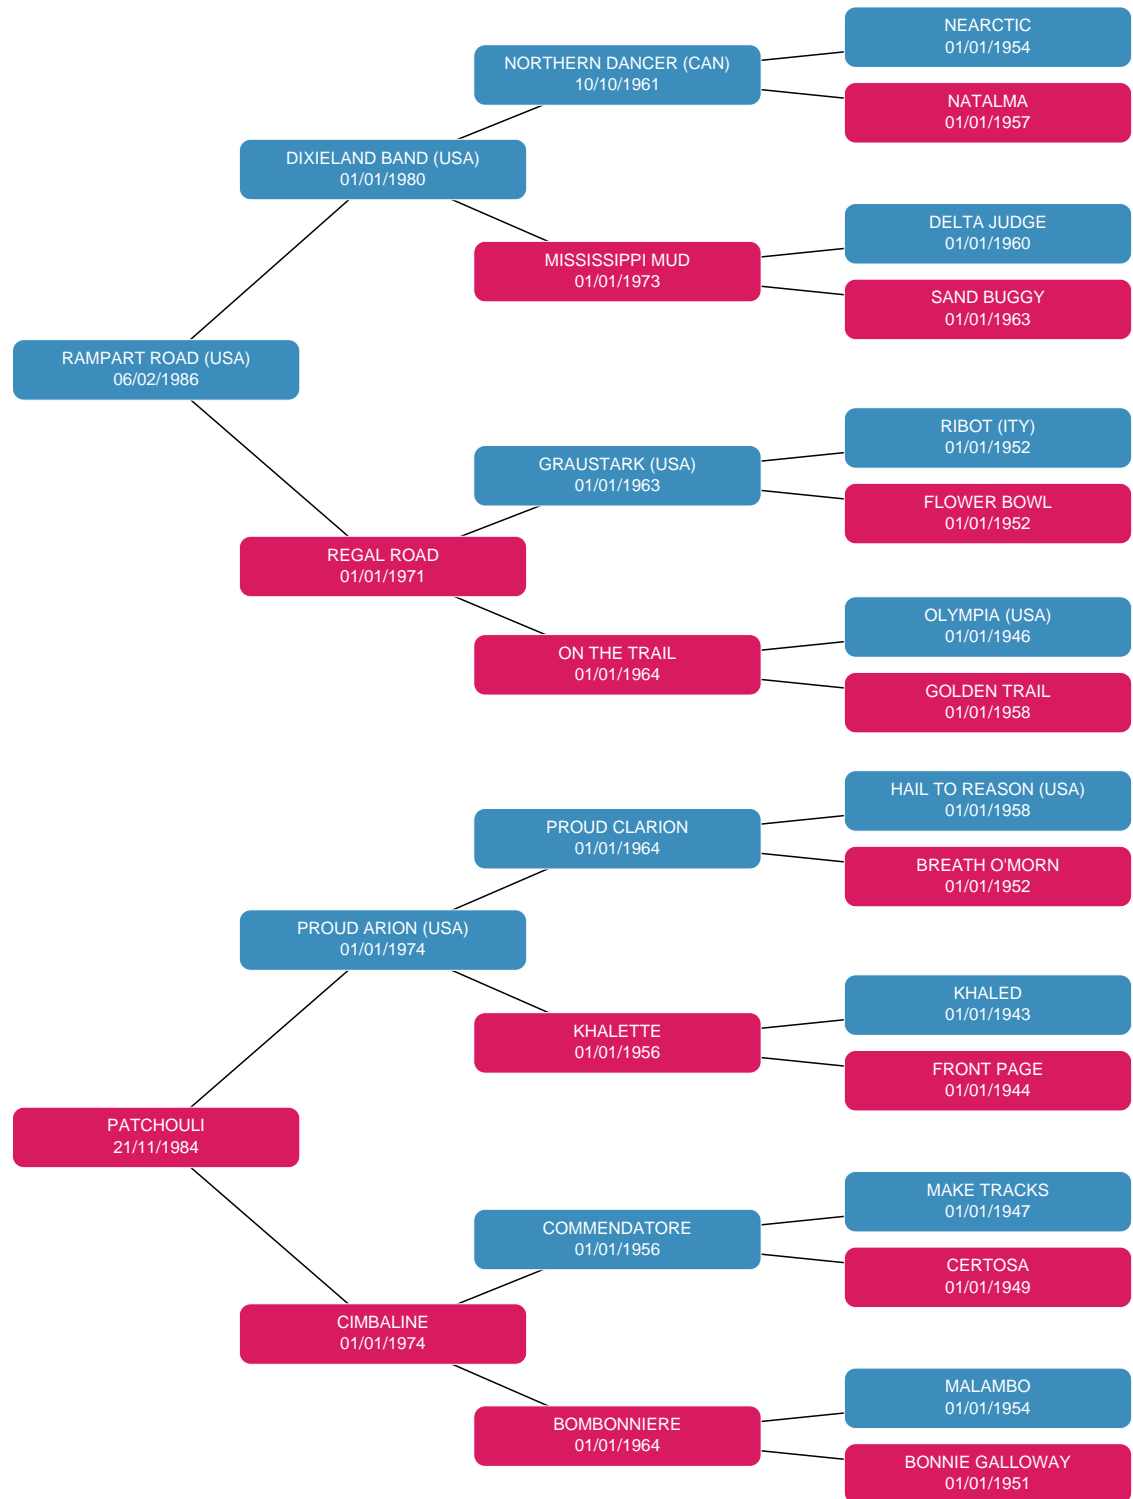 NEARCTIC
01/01/1954
NORTHERN DANCER (CAN)
10/10/1961
NATALMA
01/01/1957
DIXIELAND BAND (USA)
01/01/1980
DELTA JUDGE
01/01/1960
MISSISSIPPI MUD
01/01/1973
SAND BUGGY
01/01/1963
RAMPART ROAD (USA)
06/02/1986
RIBOT (ITY)
01/01/1952
GRAUSTARK (USA)
01/01/1963
FLOWER BOWL
01/01/1952
REGAL ROAD
01/01/1971
OLYMPIA (USA)
01/01/1946
ON THE TRAIL
01/01/1964
GOLDEN TRAIL
01/01/1958
HAIL TO REASON (USA)
01/01/1958
PROUD CLARION
01/01/1964
BREATH O'MORN
01/01/1952
PROUD ARION (USA)
01/01/1974
KHALED
01/01/1943
KHALETTE
01/01/1956
FRONT PAGE
01/01/1944
PATCHOULI
21/11/1984
MAKE TRACKS
01/01/1947
COMMENDATORE
01/01/1956
CERTOSA
01/01/1949
CIMBALINE
01/01/1974
MALAMBO
01/01/1954
BOMBONNIERE
01/01/1964
BONNIE GALLOWAY
01/01/1951